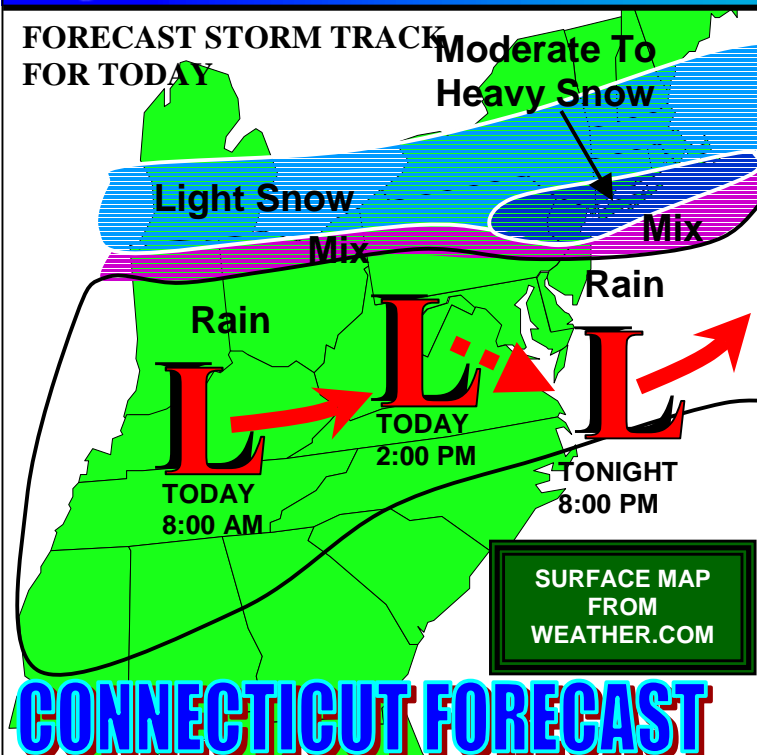 FORECAST STORM TRACK
FOR TODAY
Moderate To
Heavy Snow
Light Snow
Mix
Mix
Rain
Rain
L
L
L
TODAY
2:00 PM
TODAY
8:00 AM
TONIGHT
8:00 PM
SURFACE MAP
FROM
WEATHER.COM
CONNECTICUT FORECAST